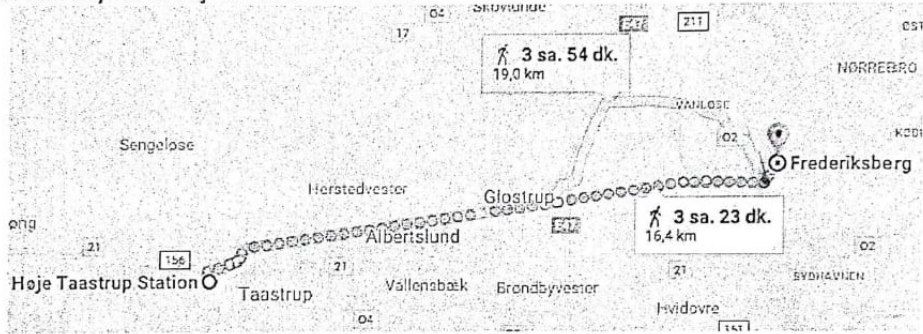 O4
17
211
3 sa. 54 dk.
19,0 km
NØRREBRO
VANLØSE
O2
Sengeløse
Frederiksberg
Herstedvester
Glostrup
3 sa. 23 dk.
16,4 km
Albertslund
21
156
21
21
O2
Høje Taastrup Station
Taastrup
Vallensbæk
Brøndbyvester
SYDHAVNEN
Hvidovre
O4
151